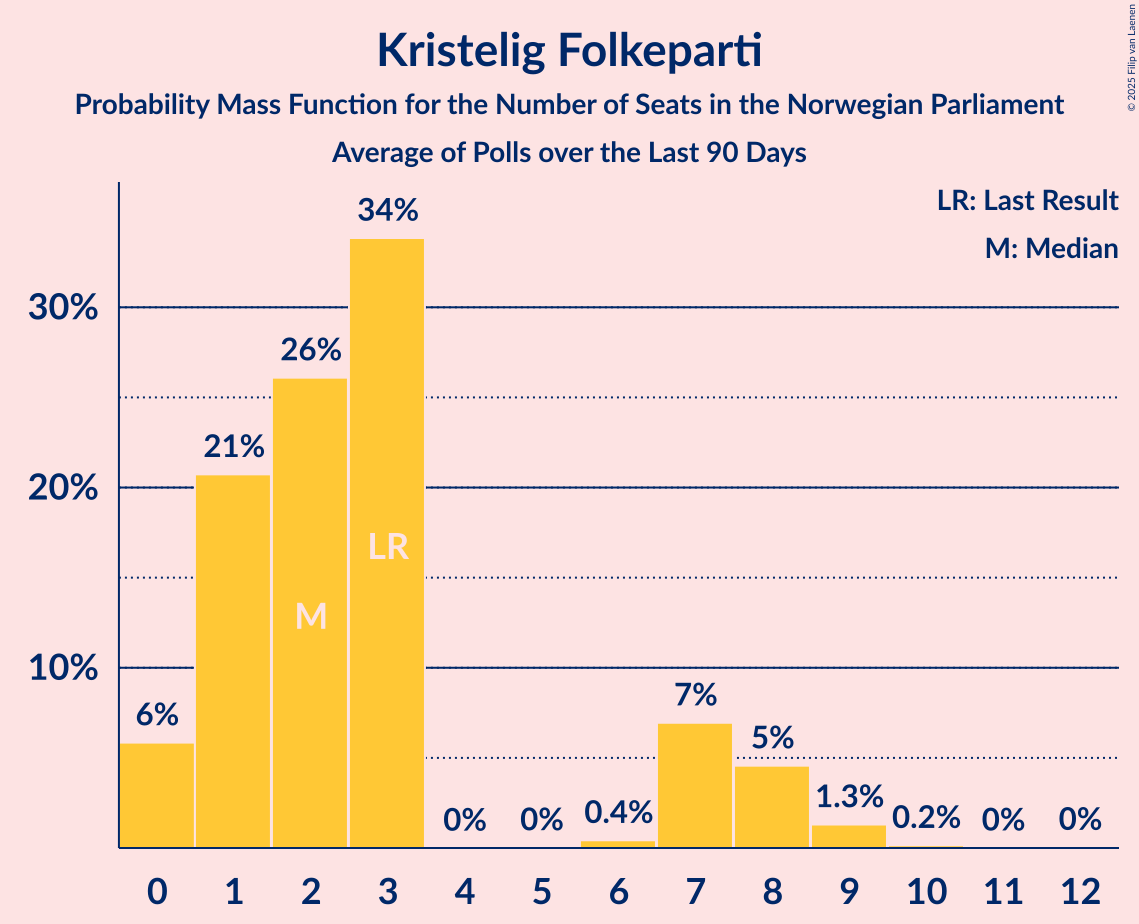 Kristelig Folkeparti
Probability Mass Function for the Number of Seats in the Norwegian Parliament
Average of Polls over the Last 90 Days
© 2025 Filip van Laenen
LR: Last Result
M: Median
30%
20%
10%
6%
21%
26%
34%
0%
0%
0.4%
7%
5%
1.3%
0.2%
0%
0%
M
LR
0 1 2 3 4 5 6 7 8 9 10 11 12